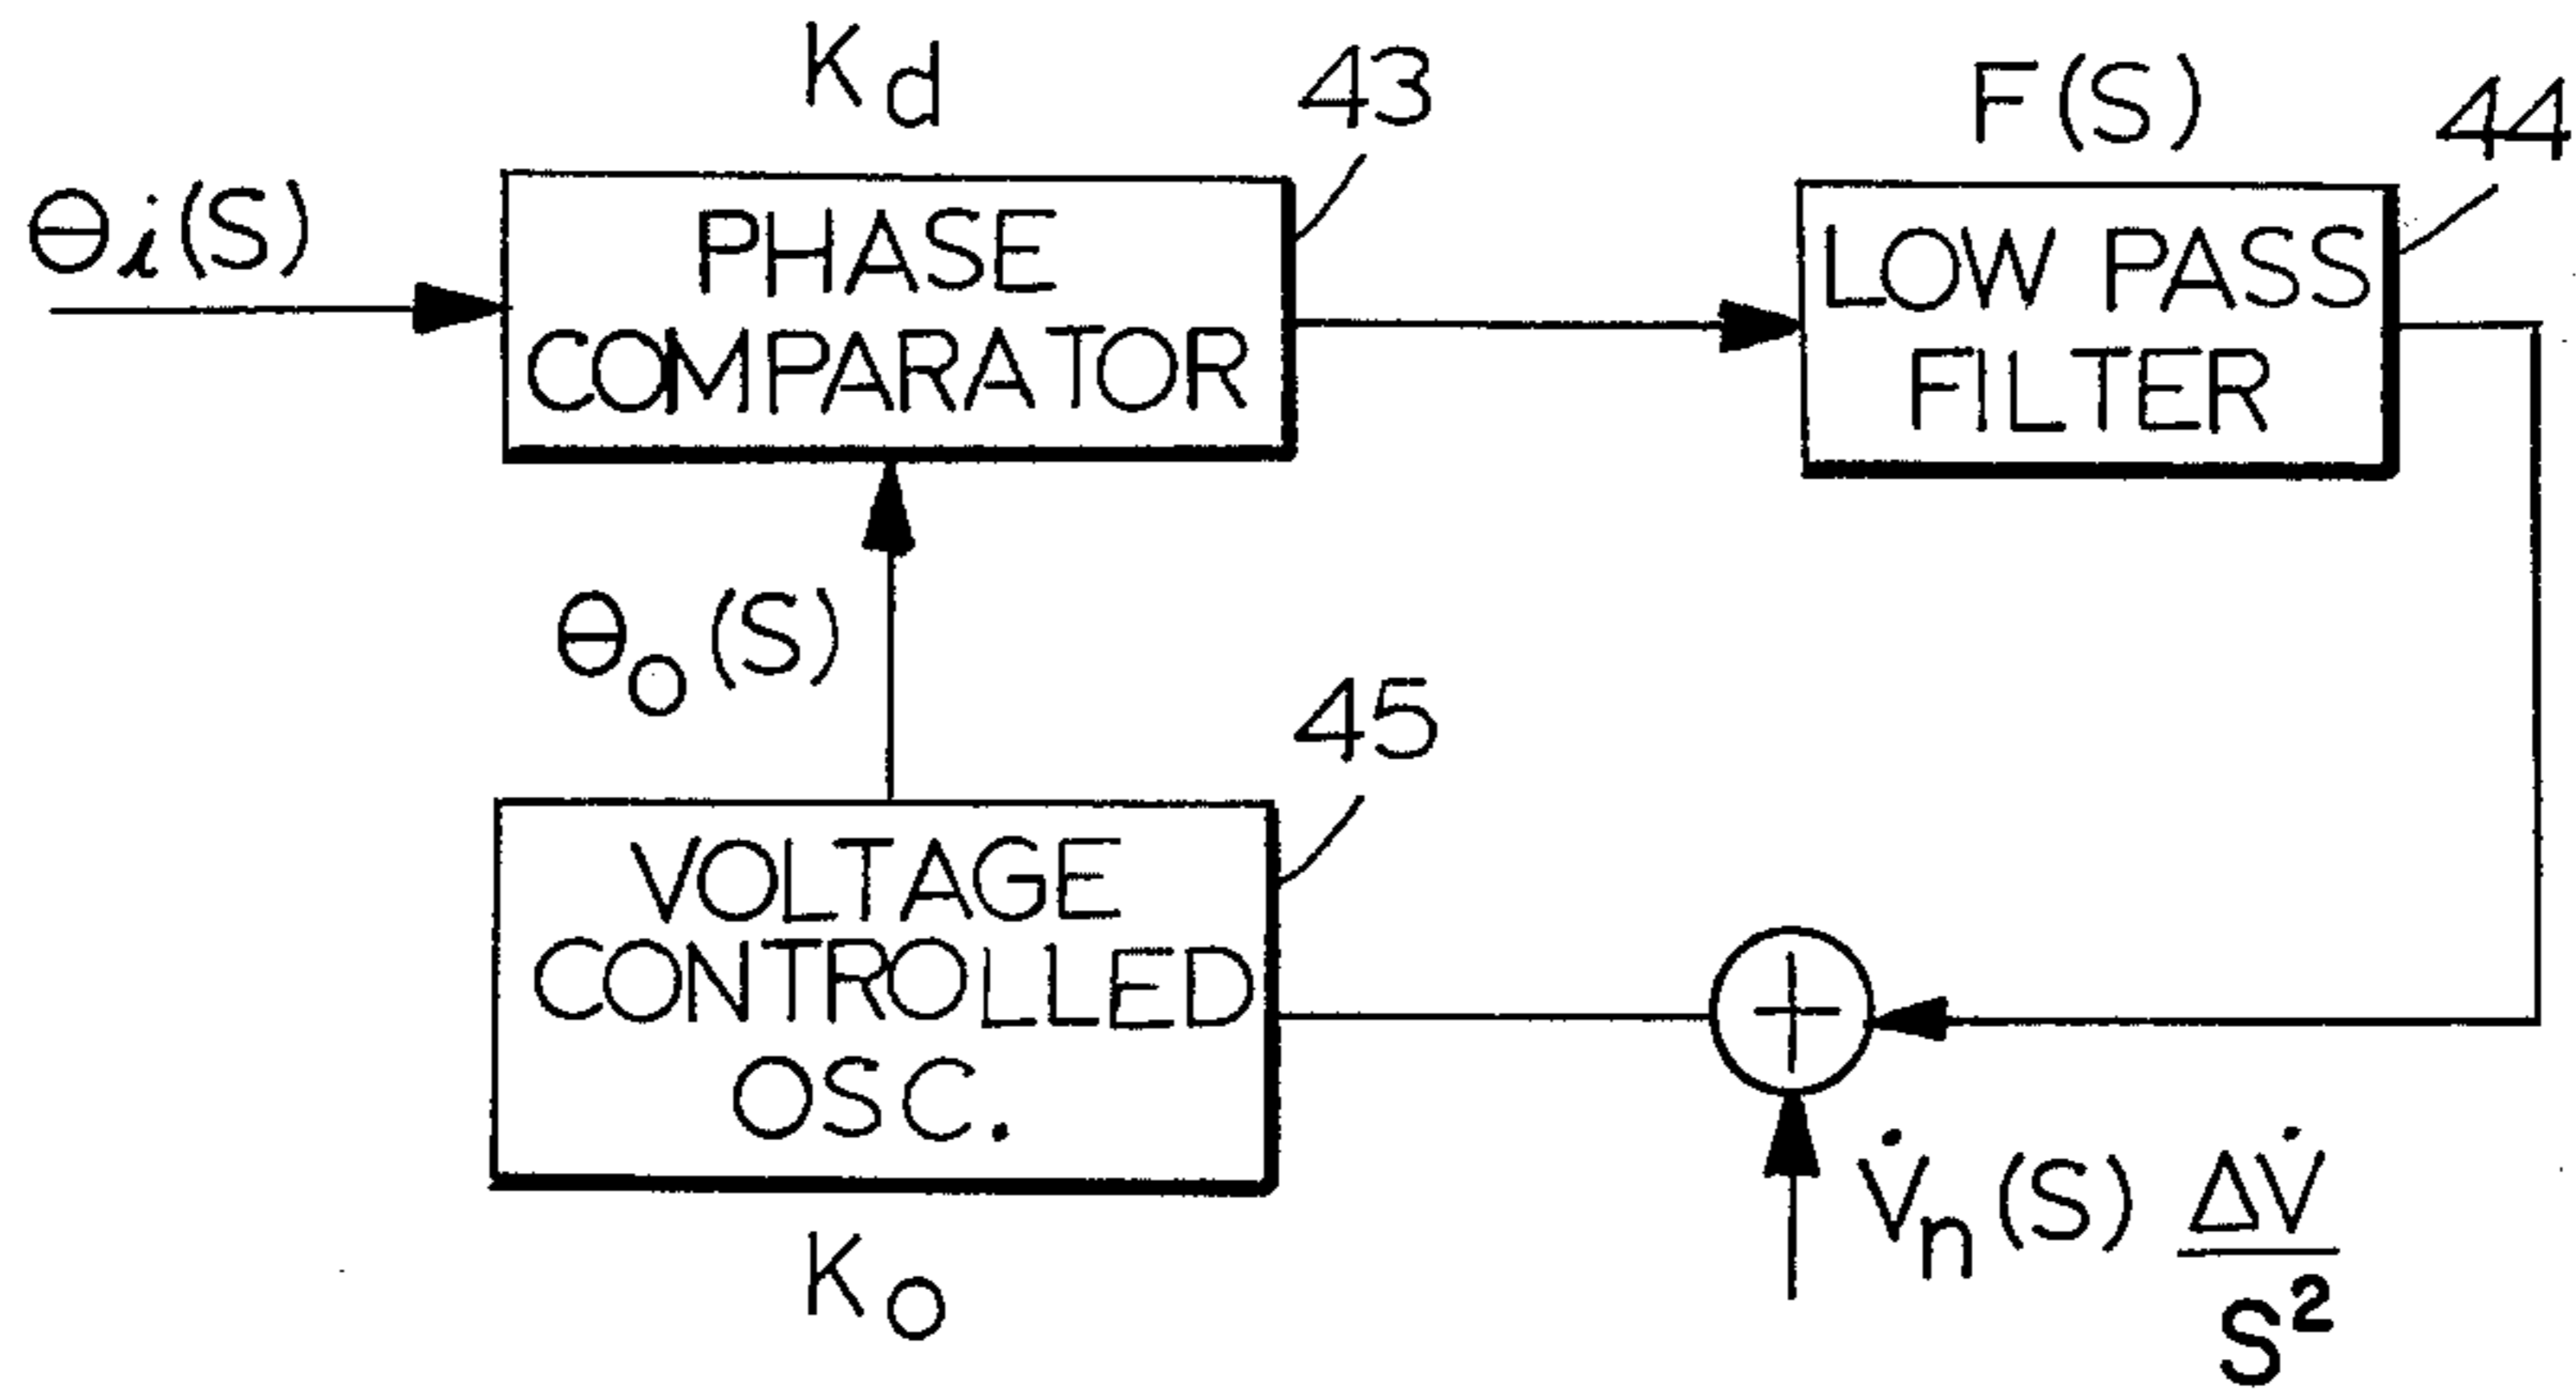 Kd
43
F(S)
44
θi(S)
PHASE
COMPARATOR
LOW PASS
FILTER
θo(S)
45
VOLTAGE
CONTROLLED
OSC.
V̇n(S) ΔV̇/S²
Ko